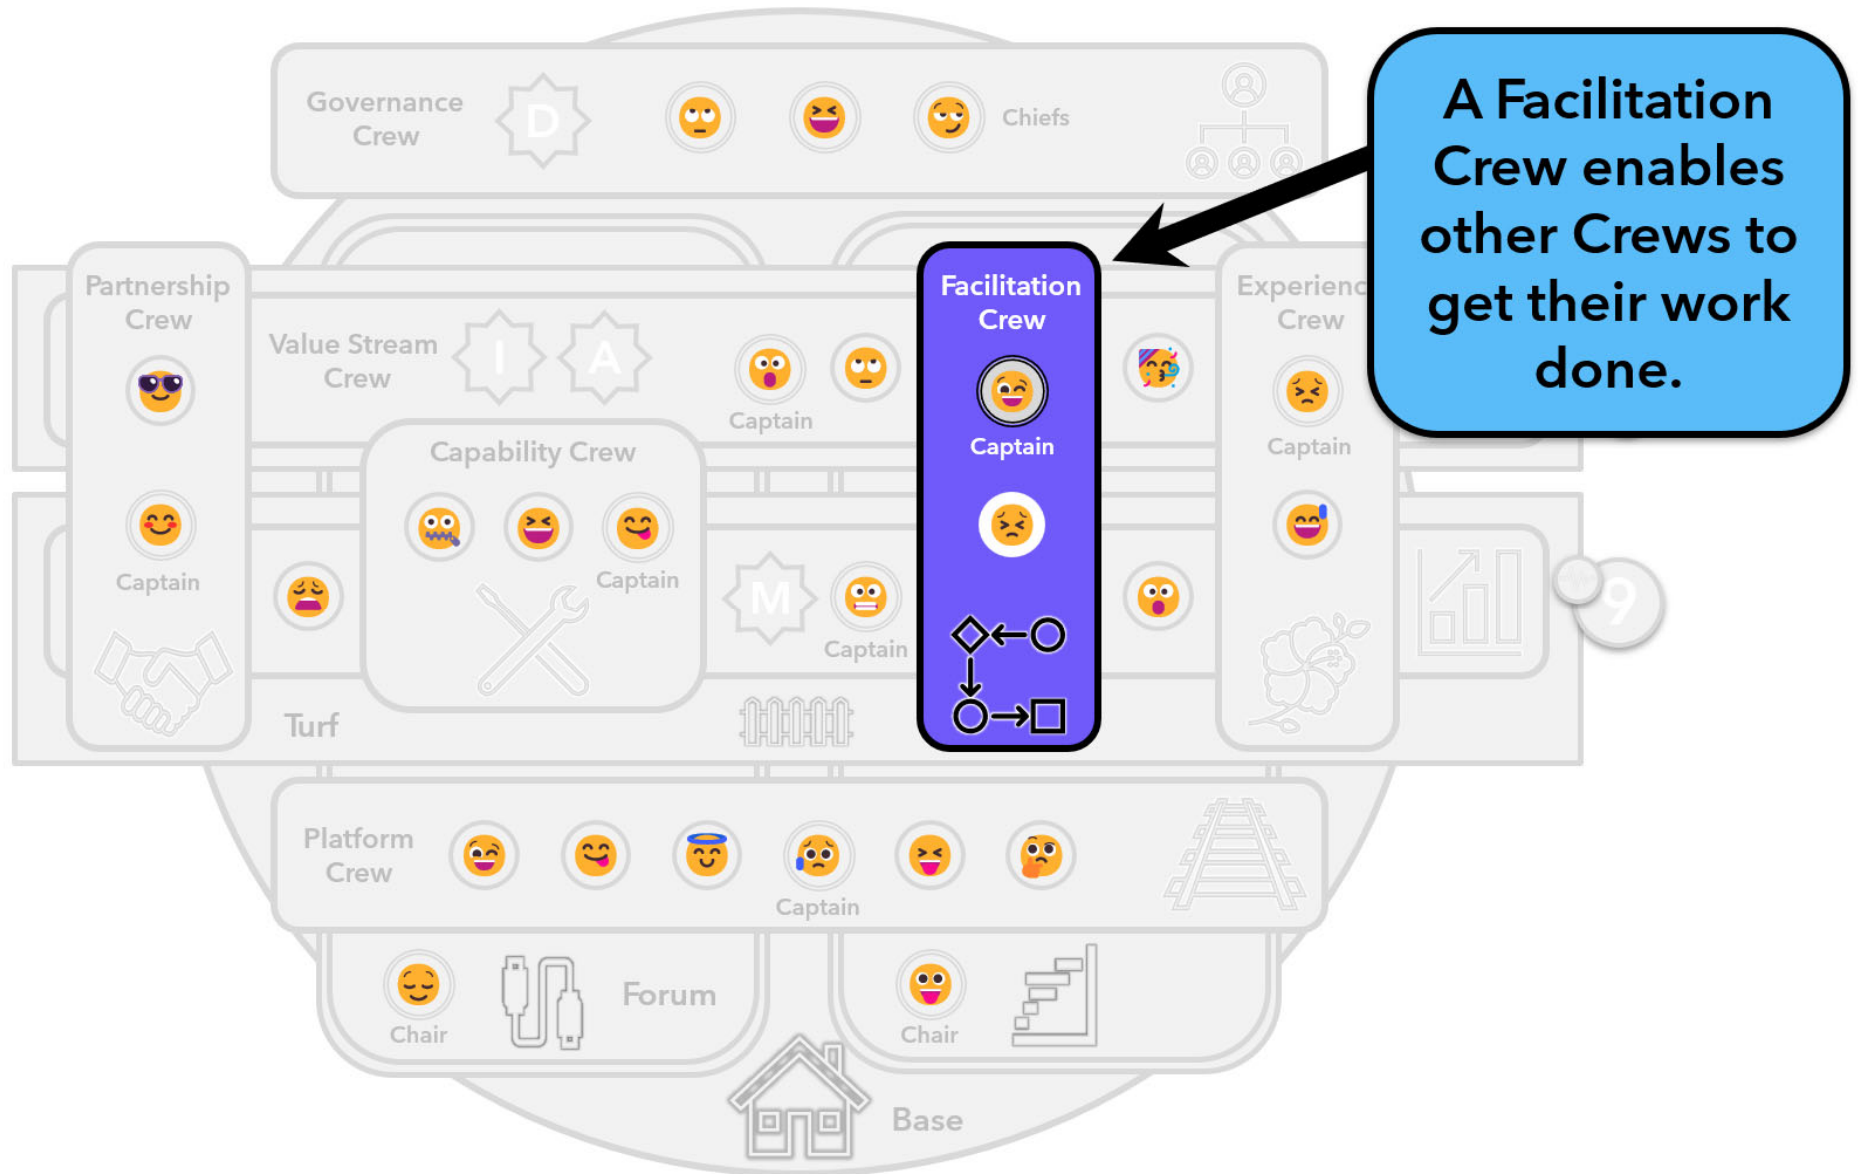 Governance
Crew
D
Chiefs
A Facilitation
Crew enables
other Crews to
get their work
done.
Partnership
Crew
Captain
Value Stream
Crew
I
A
Captain
Facilitation
Crew
Captain
Experienc
Crew
Captain
Capability Crew
Captain
M
Captain
9
Turf
Platform
Crew
Captain
Chair
Forum
Chair
Base